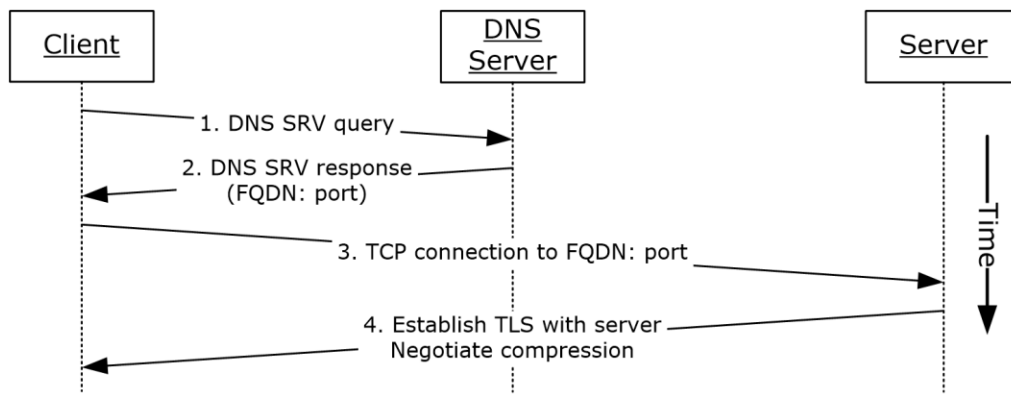 Client
DNS
Server
Server
1. DNS SRV query
2. DNS SRV response
(FQDN: port)
3. TCP connection to FQDN: port
4. Establish TLS with server
Negotiate compression
Time